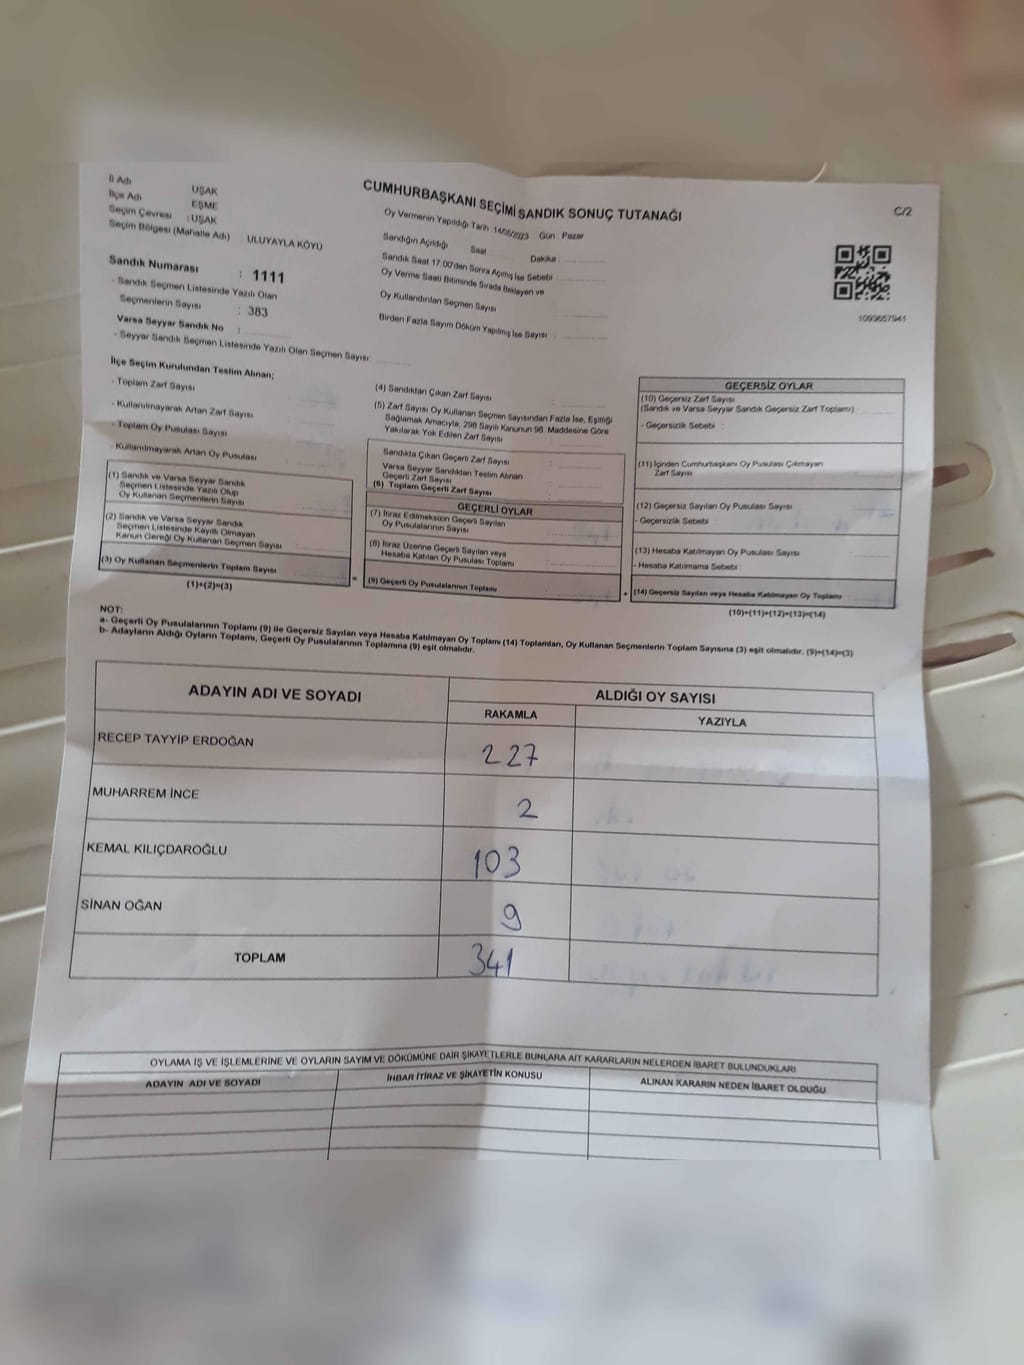 CUMHURBAŞKANI SEÇİMİ SANDIK SONUÇ TUTANAĞI
C/2
İl Adı
UŞAK
İlçe Adı
EŞME
Seçim Çevresi : UŞAK
Seçim Bölgesi (Mahalle Adı) : ULUYAYLA KÖYÜ
Sandık Numarası : 1111
- Sandık Seçmen Listesinde Yazılı Olan
Seçmenlerin Sayısı : 383
Varsa Seyyar Sandık No :
- Seyyar Sandık Seçmen Listesinde Yazılı Olan Seçmen Sayısı:
Oy Vermenin Yapıldığı Tarih: 14/05/2023 Gün : Pazar
Sandığın Açıldığı Saat Dakika :
Sandık Saat 17.00'den Sonra Açılmış İse Sebebi :
Oy Verme Saati Bitiminde Sırada Bekleyen ve
Oy Kullandırılan Seçmen Sayısı :
Birden Fazla Sayım Döküm Yapılmış İse Sayısı :
1093657941
İlçe Seçim Kurulundan Teslim Alınan;
- Toplam Zarf Sayısı
- Kullanılmayarak Artan Zarf Sayısı
- Toplam Oy Pusulası Sayısı
- Kullanılmayarak Artan Oy Pusulası
(1) Sandık ve Varsa Seyyar Sandık
Seçmen Listesinde Yazılı Olup
Oy Kullanan Seçmenlerin Sayısı
(2) Sandık ve Varsa Seyyar Sandık
Seçmen Listesinde Kayıtlı Olmayan
Kanun Gereği Oy Kullanan Seçmen Sayısı :
(3) Oy Kullanan Seçmenlerin Toplam Sayısı
(1)+(2)=(3)
(4) Sandıktan Çıkan Zarf Sayısı :
(5) Zarf Sayısı Oy Kullanan Seçmen Sayısından Fazla İse, Eşitliği
Sağlamak Amacıyla, 298 Sayılı Kanunun 98. Maddesine Göre
Yakılarak Yok Edilen Zarf Sayısı :
Sandıkta Çıkan Geçerli Zarf Sayısı :
Varsa Seyyar Sandıktan Teslim Alınan
Geçerli Zarf Sayısı :
(6) Toplam Geçerli Zarf Sayısı :
GEÇERLİ OYLAR
(7) İtiraz Edilmeksizin Geçerli Sayılan
Oy Pusulalarının Sayısı :
(8) İtiraz Üzerine Geçerli Sayılan veya
Hesaba Katılan Oy Pusulası Toplamı :
(9) Geçerli Oy Pusulalarının Toplamı :
GEÇERSİZ OYLAR
(10) Geçersiz Zarf Sayısı
(Sandık ve Varsa Seyyar Sandık Geçersiz Zarf Toplamı) :
- Geçersizlik Sebebi :
(11) İçinden Cumhurbaşkanı Oy Pusulası Çıkmayan
Zarf Sayısı :
(12) Geçersiz Sayılan Oy Pusulası Sayısı :
- Geçersizlik Sebebi :
(13) Hesaba Katılmayan Oy Pusulası Sayısı :
- Hesaba Katılmama Sebebi :
(14) Geçersiz Sayılan veya Hesaba Katılmayan Oy Toplamı :
(10)+(11)+(12)+(13)=(14)
NOT:
a- Geçerli Oy Pusulalarının Toplamı (9) ile Geçersiz Sayılan veya Hesaba Katılmayan Oy Toplamı (14) Toplamları, Oy Kullanan Seçmenlerin Toplam Sayısına (3) eşit olmalıdır. (9)+(14)=(3)
b- Adayların Aldığı Oyların Toplamı, Geçerli Oy Pusulalarının Toplamına (9) eşit olmalıdır.
ADAYIN ADI VE SOYADI
ALDIĞI OY SAYISI
RAKAMLA
YAZIYLA
RECEP TAYYİP ERDOĞAN 227
MUHARREM İNCE 2
KEMAL KILIÇDAROĞLU 103
SİNAN OĞAN 9
TOPLAM 341
OYLAMA İŞ VE İŞLEMLERİNE VE OYLARIN SAYIM VE DÖKÜMÜNE DAİR ŞİKAYETLERLE BUNLARA AİT KARARLARIN NELERDEN İBARET BULUNDUKLARI
ADAYIN ADI VE SOYADI
İHBAR İTİRAZ VE ŞİKAYETİN KONUSU
ALINAN KARARIN NEDEN İBARET OLDUĞU